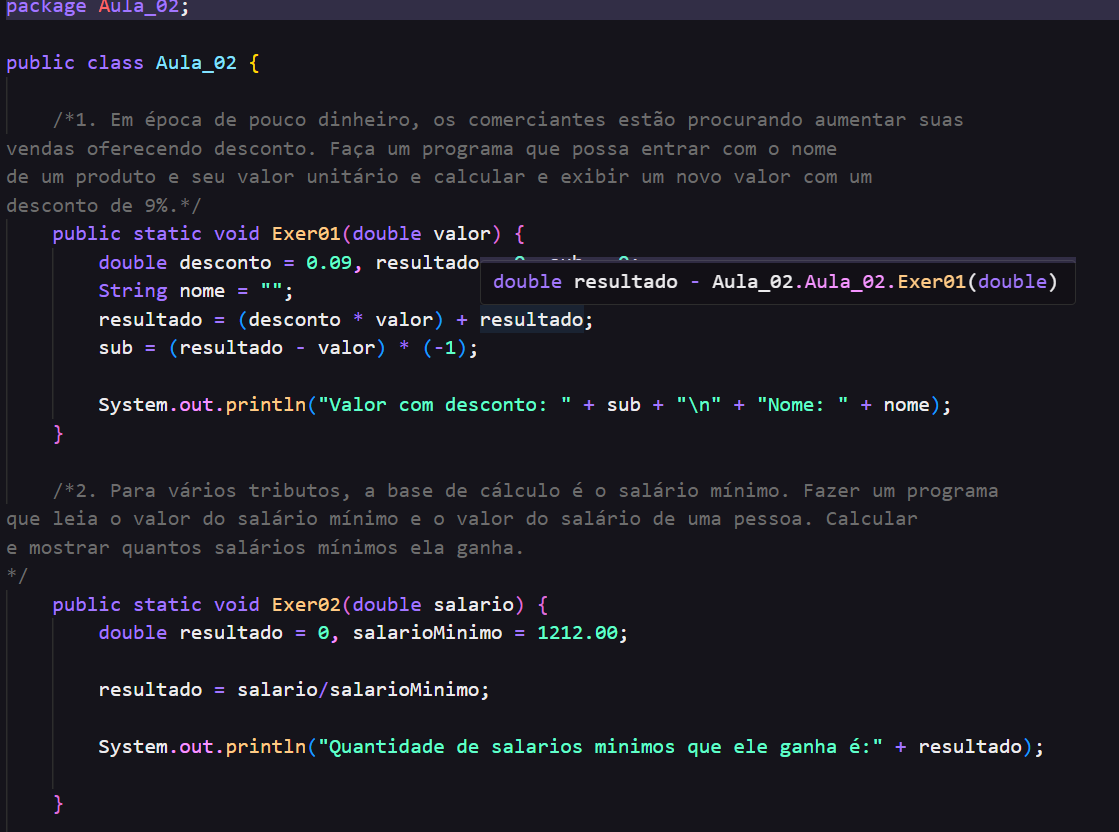 package Aula_02;
public class Aula_02 {
/*1. Em época de pouco dinheiro, os comerciantes estão procurando aumentar suas
vendas oferecendo desconto. Faça um programa que possa entrar com o nome
de um produto e seu valor unitário e calcular e exibir um novo valor com um
desconto de 9%.*/
public static void Exer01(double valor) {
double desconto = 0.09, resultado
double resultado - Aula_02.Aula_02.Exer01(double)
String nome = "";
resultado = (desconto * valor) + resultado;
sub = (resultado - valor) * (-1);
System.out.println("Valor com desconto: " + sub + "\n" + "Nome: " + nome);
}
/*2. Para vários tributos, a base de cálculo é o salário mínimo. Fazer um programa
que leia o valor do salário mínimo e o valor do salário de uma pessoa. Calcular
e mostrar quantos salários mínimos ela ganha.
*/
public static void Exer02(double salario) {
double resultado = 0, salarioMinimo = 1212.00;
resultado = salario/salarioMinimo;
System.out.println("Quantidade de salarios minimos que ele ganha é:" + resultado);
}